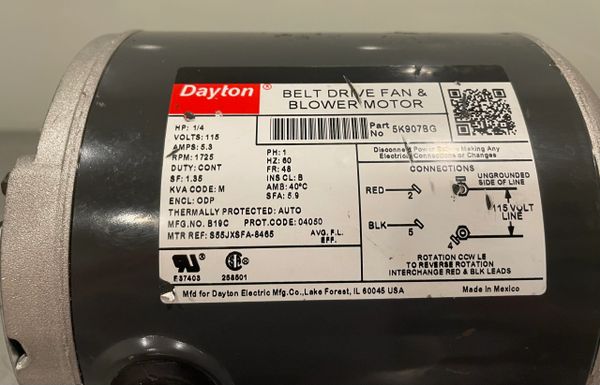 Dayton®
BELT DRIVE FAN &
BLOWER MOTOR
Part
No 5K907BG
HP: 1/4
VOLTS: 115
AMPS: 5.3
RPM: 1725
DUTY: CONT
SF: 1.35
KVA CODE: M
ENCL: ODP
THERMALLY PROTECTED: AUTO
MFG.NO. B19C PROT.CODE: 04050
MTR REF: S55JXSFA-8465
PH: 1
HZ: 60
FR: 48
INS CL: B
AMB: 40°C
SFA: 5.9
AVG. F.L.
EFF.
Disconnect Power Before Making Any
Electrical Connections or Changes
CONNECTIONS
RED 2
BLK 5
4
UNGROUNDED
SIDE OF LINE
115 VOLT
LINE
ROTATION CCW LE
TO REVERSE ROTATION
INTERCHANGE RED & BLK LEADS
E37403
258501
Mfd for Dayton Electric Mfg.Co.,Lake Forest, IL 60045 USA
Made in Mexico